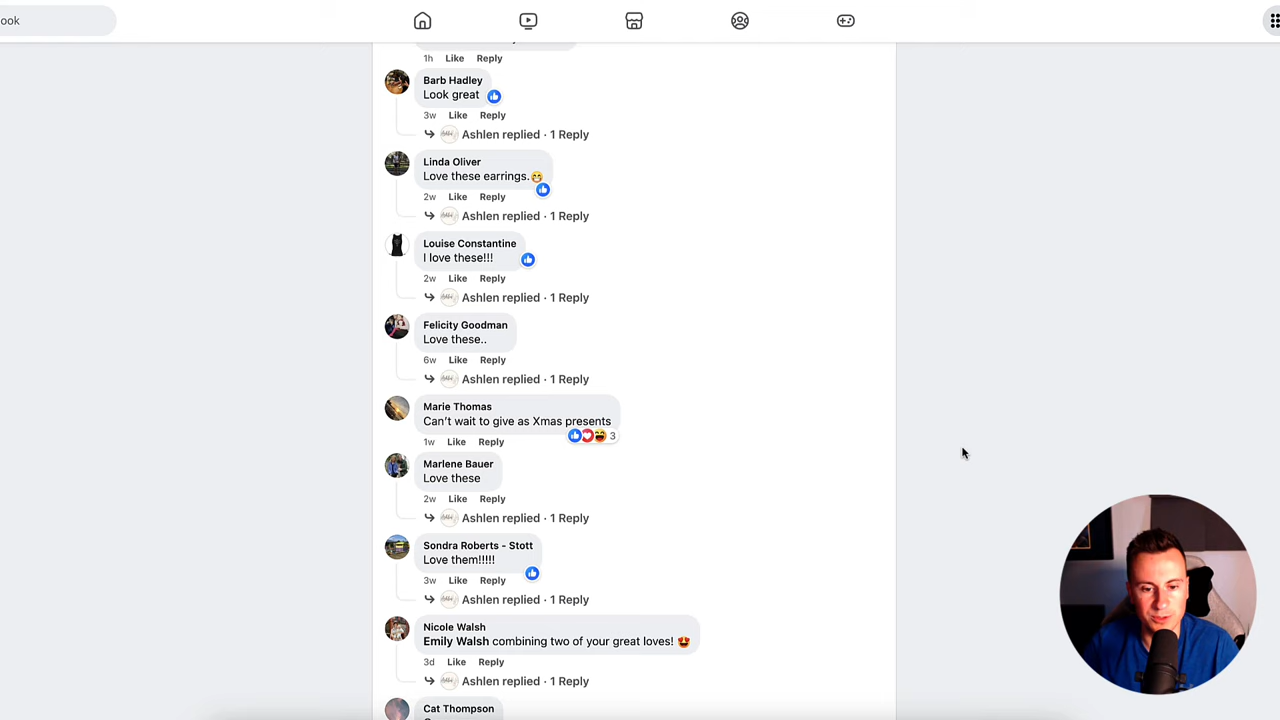 ook
1h Like Reply
Barb Hadley
Look great
3w Like Reply
Ashlen replied · 1 Reply
Linda Oliver
Love these earrings.😁
2w Like Reply
Ashlen replied · 1 Reply
Louise Constantine
I love these!!!
2w Like Reply
Ashlen replied · 1 Reply
Felicity Goodman
Love these..
6w Like Reply
Ashlen replied · 1 Reply
Marie Thomas
Can't wait to give as Xmas presents
3
1w Like Reply
Marlene Bauer
Love these
2w Like Reply
Ashlen replied · 1 Reply
Sondra Roberts - Stott
Love them!!!!!
3w Like Reply
Ashlen replied · 1 Reply
Nicole Walsh
Emily Walsh combining two of your great loves! 😍
3d Like Reply
Ashlen replied · 1 Reply
Cat Thompson